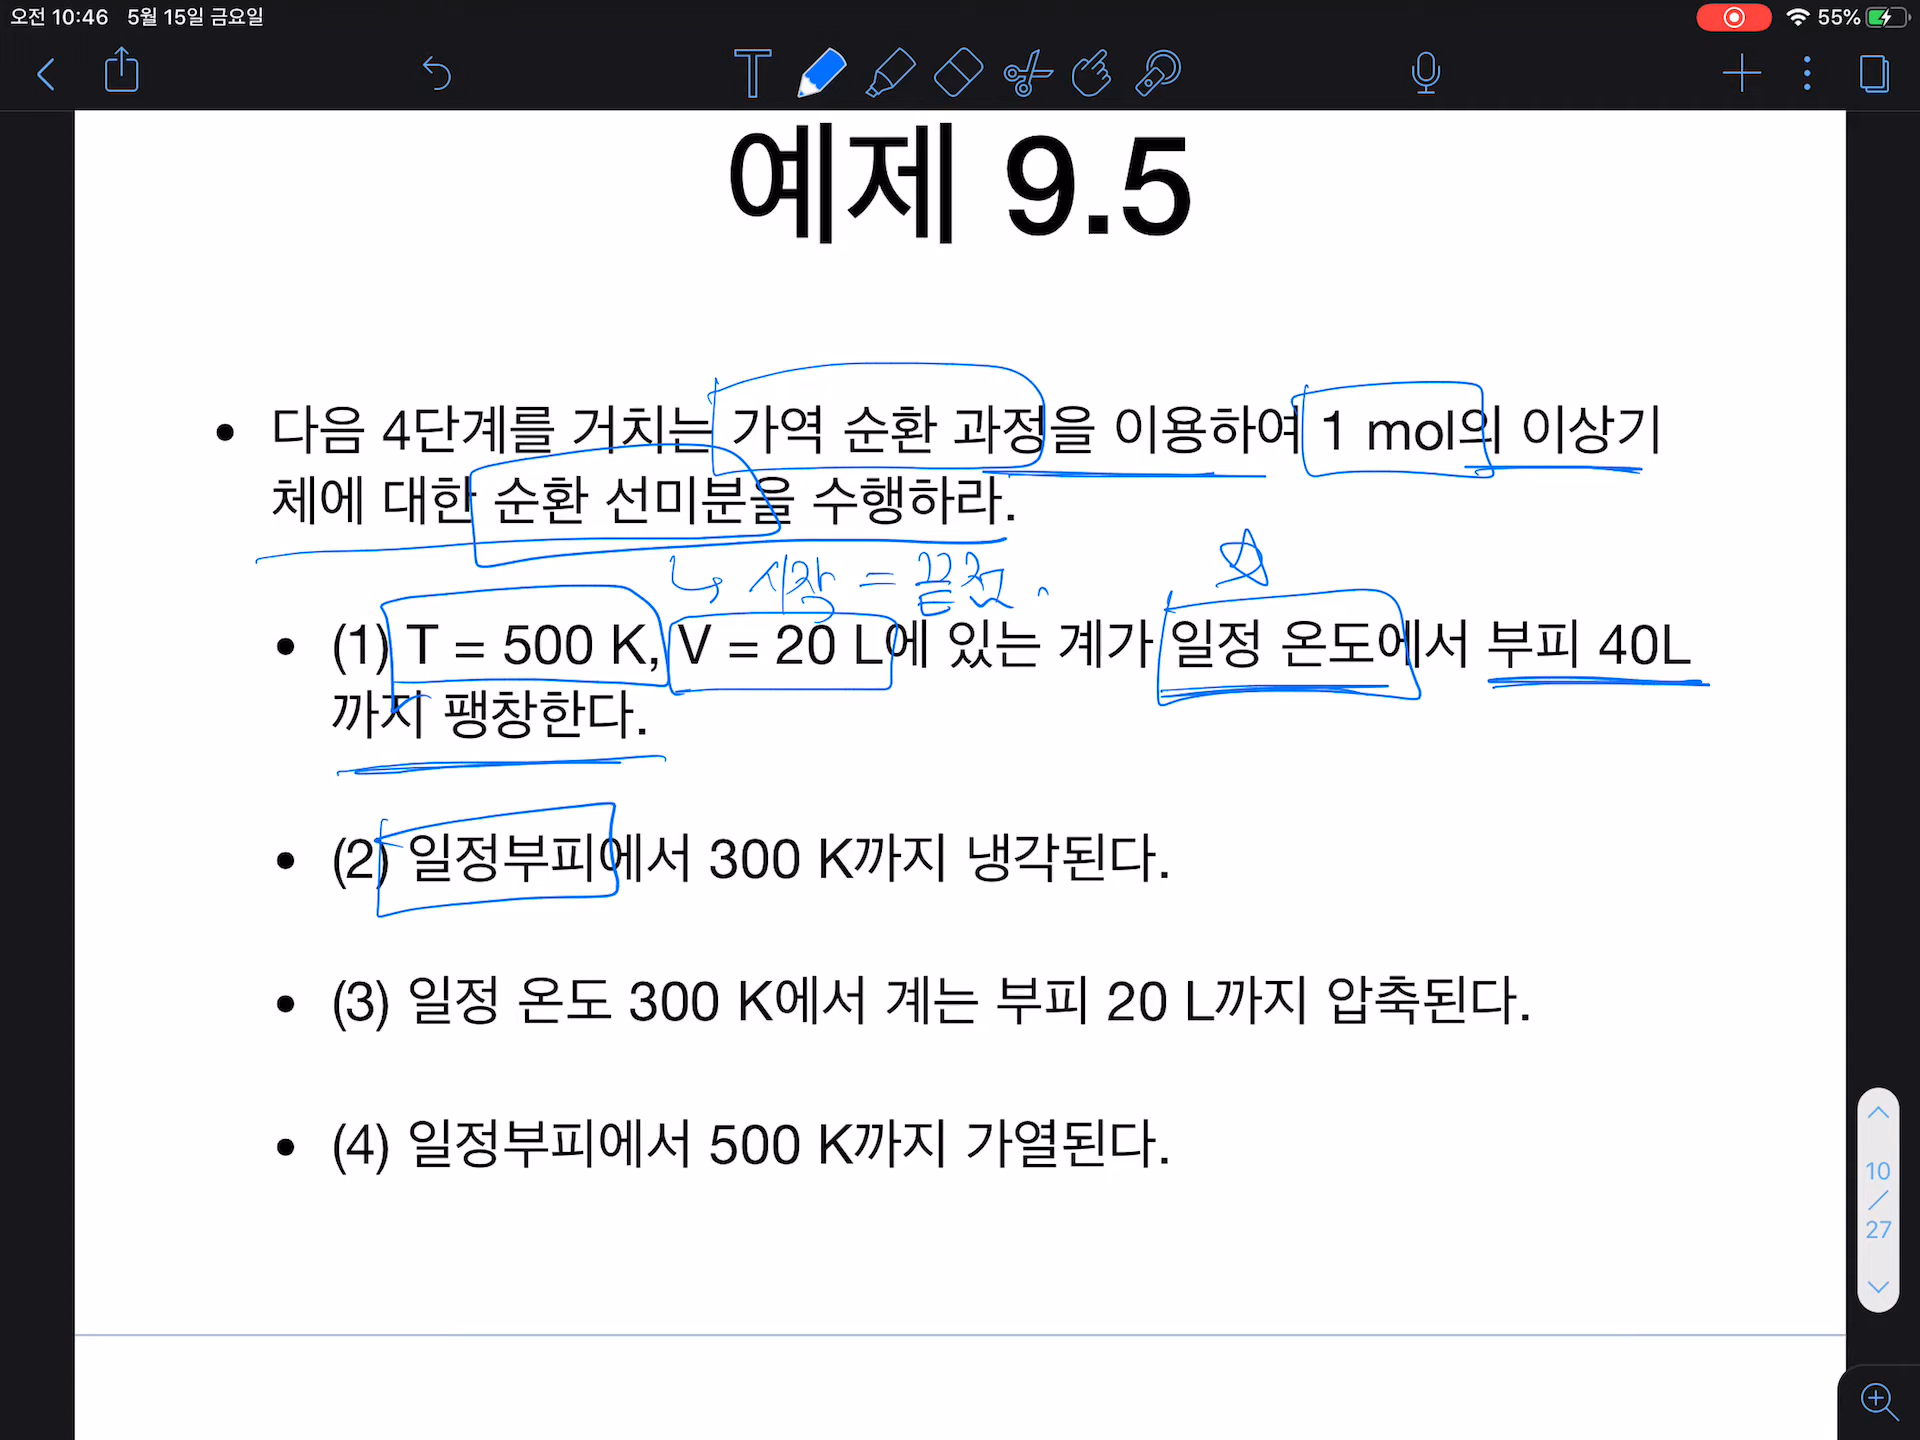 오전 10:46 5월 15일 금요일
55%
T
예제 9.5
다음 4단계를 거치는 가역 순환 과정을 이용하여 1 mol의 이상기
체에 대한 순환 선미분을 수행하라.
시작 = 끝점.
(1) T = 500 K, V = 20 L에 있는 계가 일정 온도에서 부피 40L
까지 팽창한다.
(2) 일정부피에서 300 K까지 냉각된다.
(3) 일정 온도 300 K에서 계는 부피 20 L까지 압축된다.
(4) 일정부피에서 500 K까지 가열된다.
10
/
27